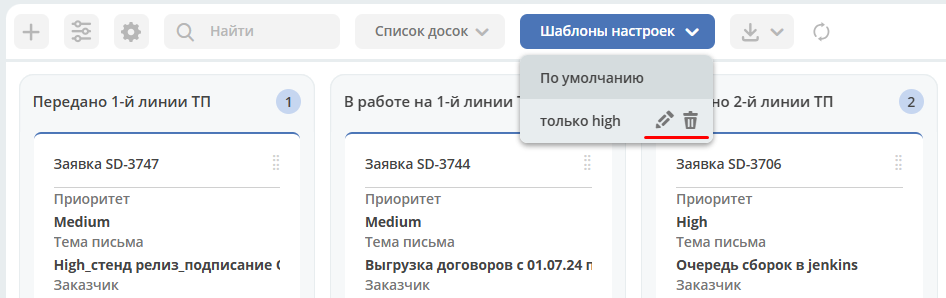 Найти
Список досок
Шаблоны настроек
По умолчанию
только high
Передано 1-й линии ТП
1
В работе на 1-й линии
но 2-й линии ТП
2
Заявка SD-3747
Приоритет
Medium
Тема письма
High_стенд релиз_подписание
Заказчик
Заявка SD-3744
Приоритет
Medium
Тема письма
Выгрузка договоров с 01.07.24
Заказчик
Заявка SD-3706
Приоритет
High
Тема письма
Очередь сборок в jenkins
Заказчик